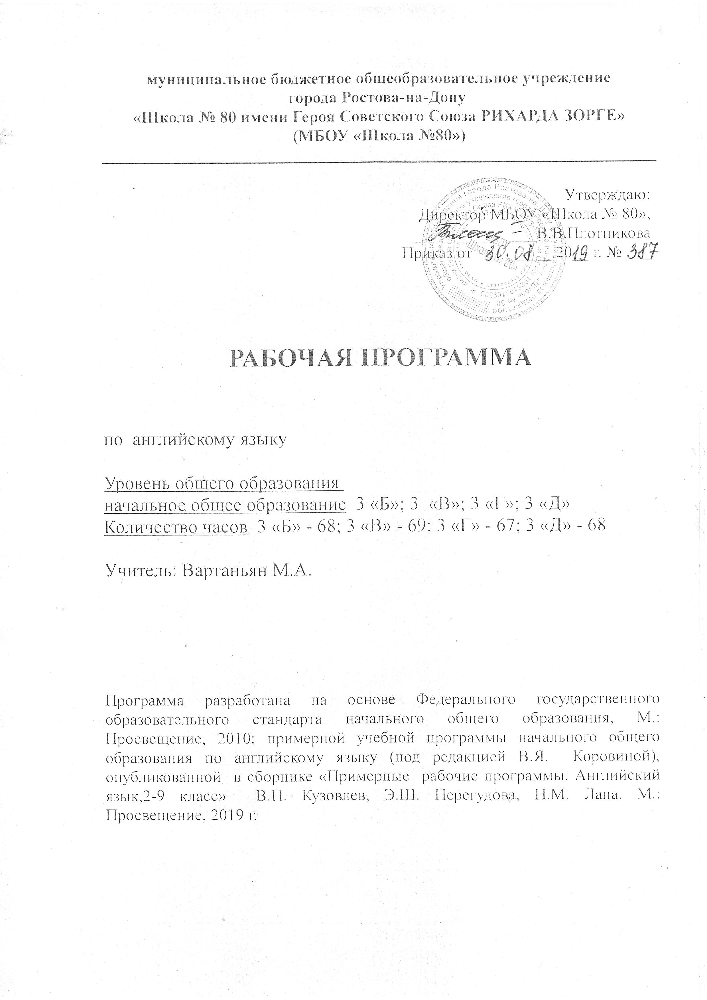 муниципальное бюджетное общеобразовательное учреждение
города Ростова-на-Дону
«Школа № 80 имени Героя Советского Союза РИХАРДА ЗОРГЕ»
(МБОУ «Школа №80»)
Утверждаю:
Директор МБОУ «Школа № 80»,
В.В.Плотникова
Приказ от 30.08 2019 г. № 387
РАБОЧАЯ ПРОГРАММА
по английскому языку
Уровень общего образования
начальное общее образование 3 «Б»; 3 «В»; 3 «Г»; 3 «Д»
Количество часов 3 «Б» - 68; 3 «В» - 69; 3 «Г» - 67; 3 «Д» - 68
Учитель: Вартаньян М.А.
Программа разработана на основе Федерального государственного
образовательного стандарта начального общего образования, М.:
Просвещение, 2010; примерной учебной программы начального общего
образования по английскому языку (под редакцией В.Я. Коровиной),
опубликованной в сборнике «Примерные рабочие программы. Английский
язык,2-9 класс» В.П. Кузовлев, Э.Ш. Перегудова, Н.М. Лапа. М.:
Просвещение, 2019 г.